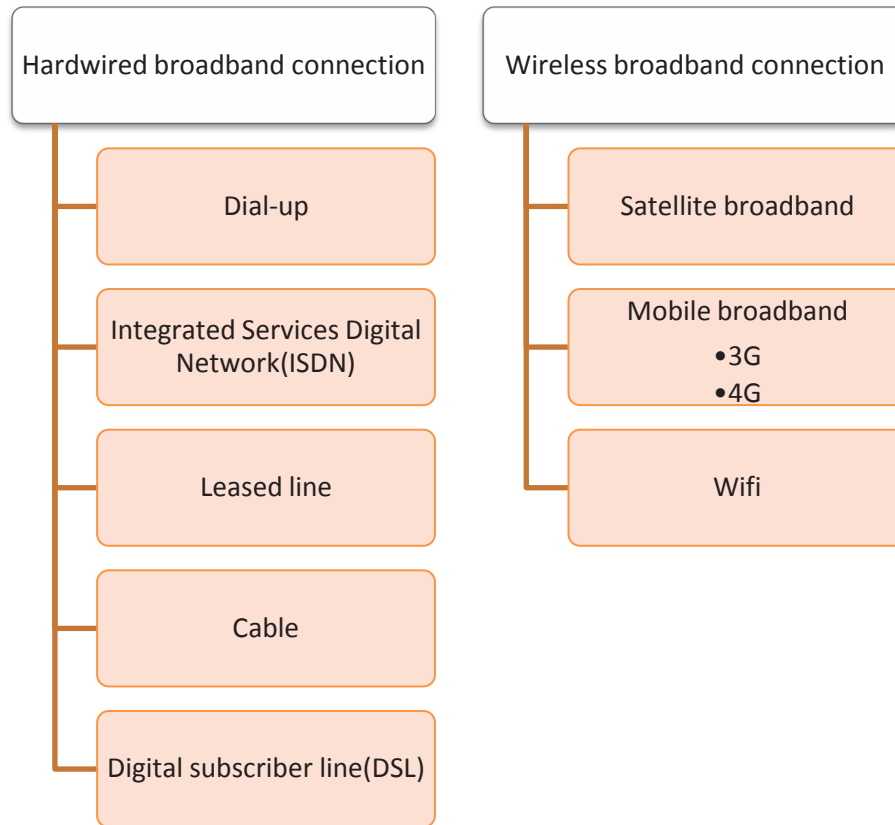 Hardwired broadband connection
Dial-up
Integrated Services Digital
Network(ISDN)
Leased line
Cable
Digital subscriber line(DSL)
Wireless broadband connection
Satellite broadband
Mobile broadband
•3G
•4G
Wifi